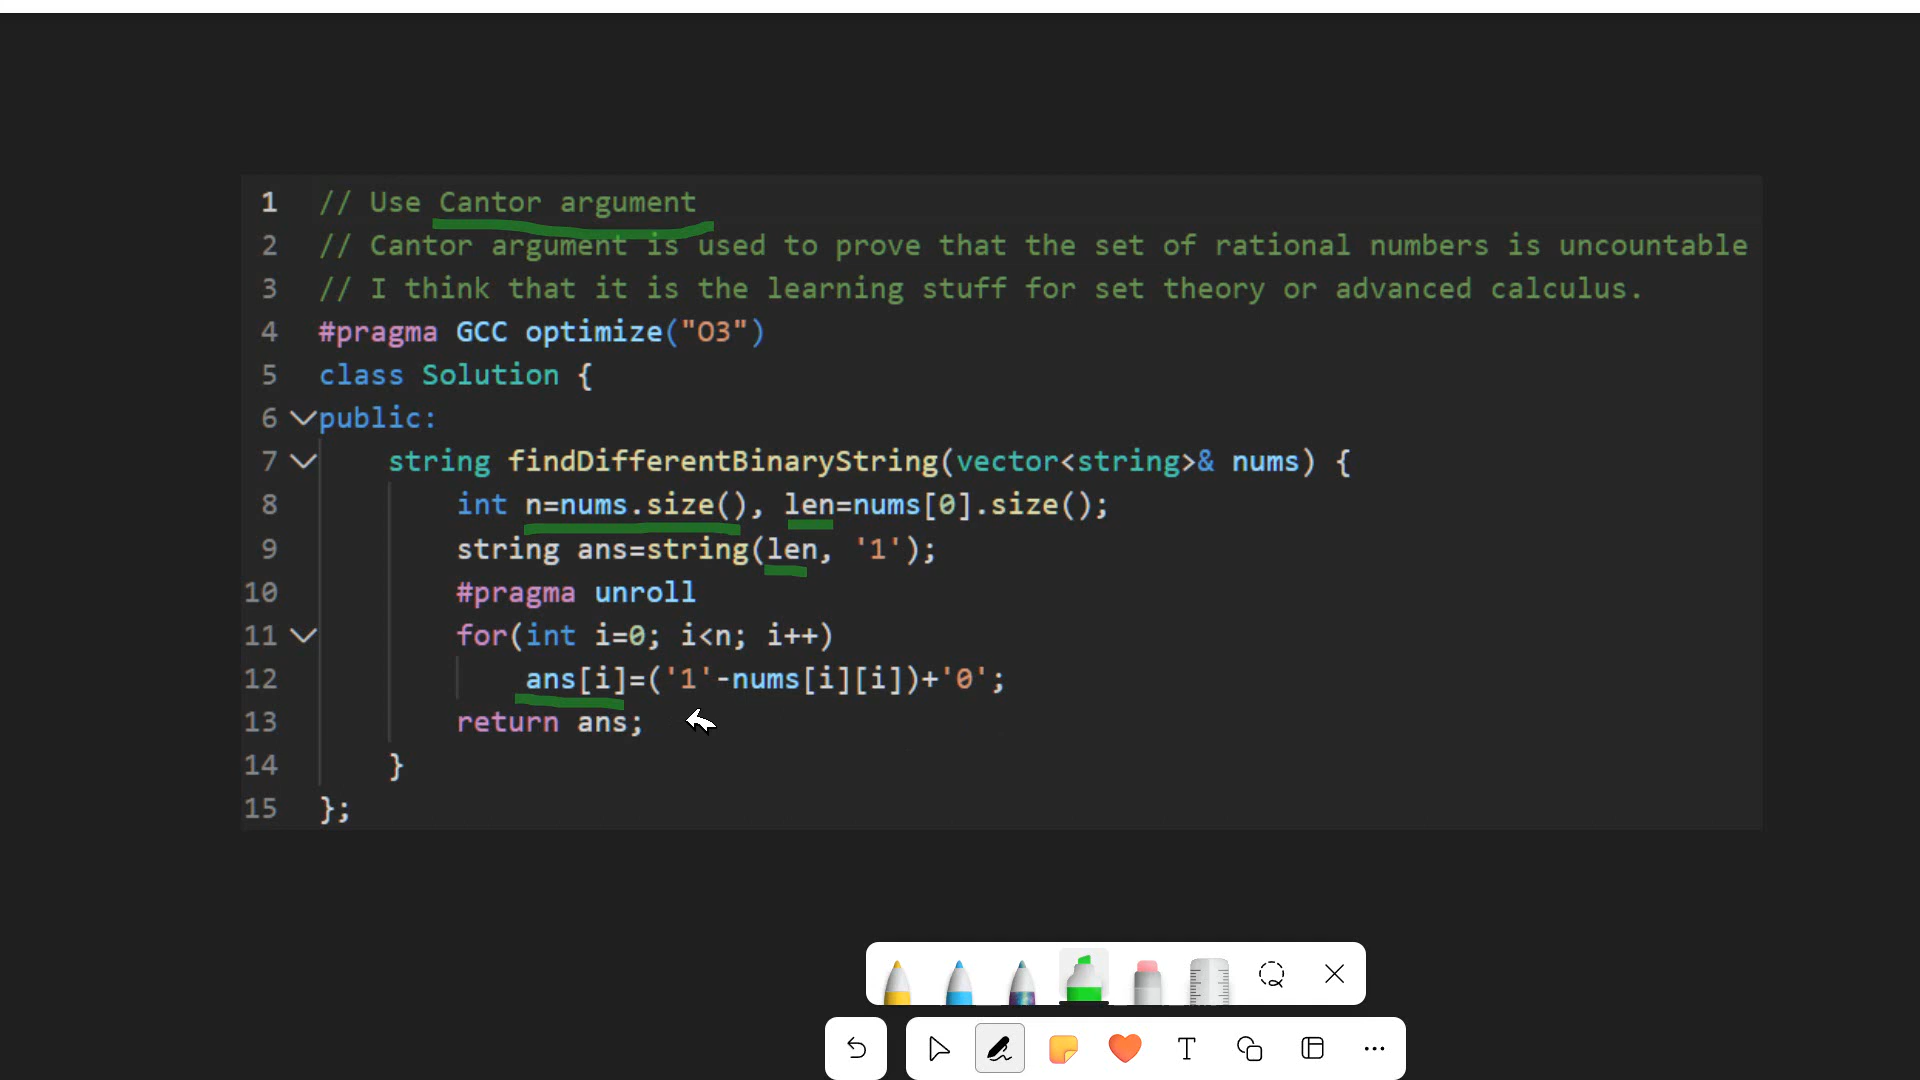 1 // Use Cantor argument
2 // Cantor argument is used to prove that the set of rational numbers is uncountable
3 // I think that it is the learning stuff for set theory or advanced calculus.
4 #pragma GCC optimize("O3")
5 class Solution {
6 public:
7     string findDifferentBinaryString(vector<string>& nums) {
8         int n=nums.size(), len=nums[0].size();
9         string ans=string(len, '1');
10         #pragma unroll
11         for(int i=0; i<n; i++)
12             ans[i]=('1'-nums[i][i])+'0';
13         return ans;
14     }
15 };